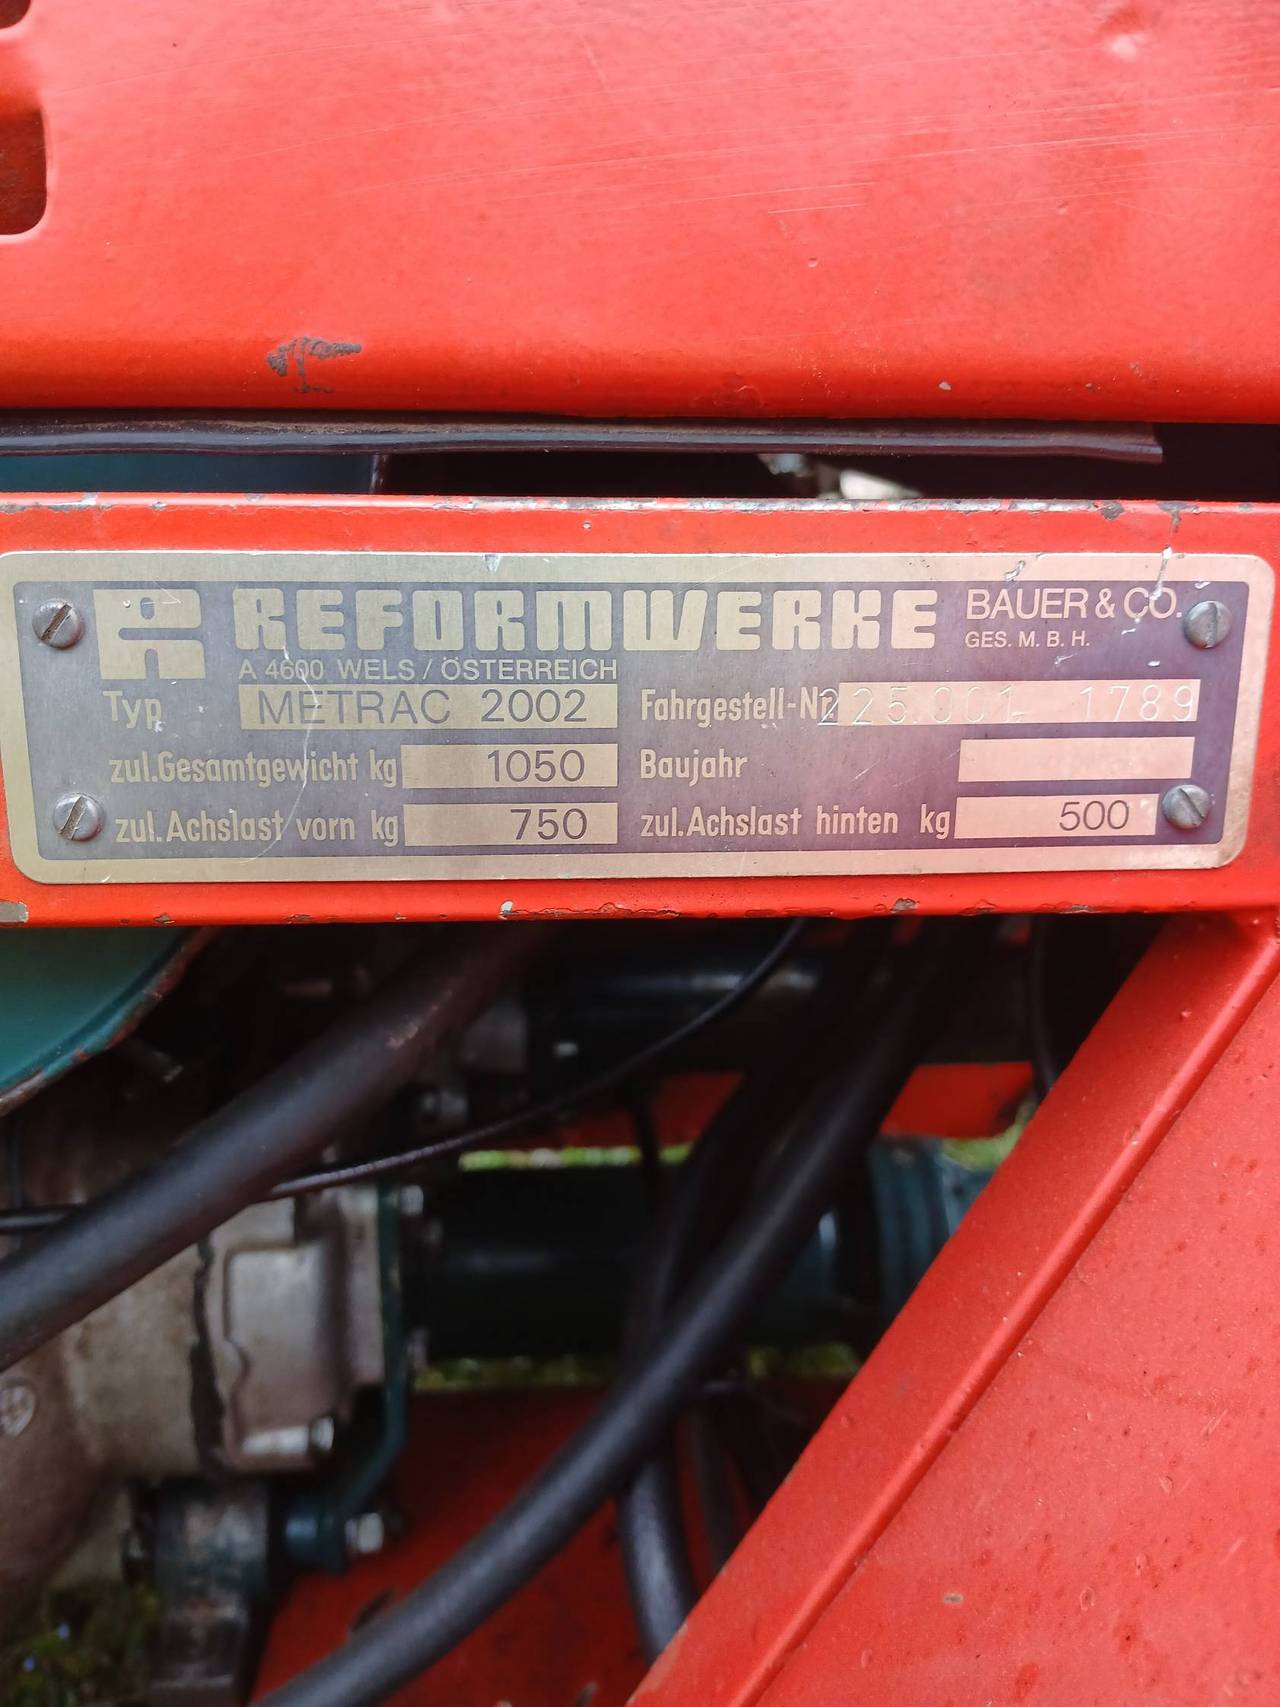 REFORMWERKE BAUER & CO.
GES. M. B. H.
A 4600 WELS / ÖSTERREICH
Typ METRAC 2002 Fahrgestell-Nr. 225.001- 1789
zul.Gesamtgewicht kg 1050 Baujahr
zul.Achslast vorn kg 750 zul.Achslast hinten kg 500